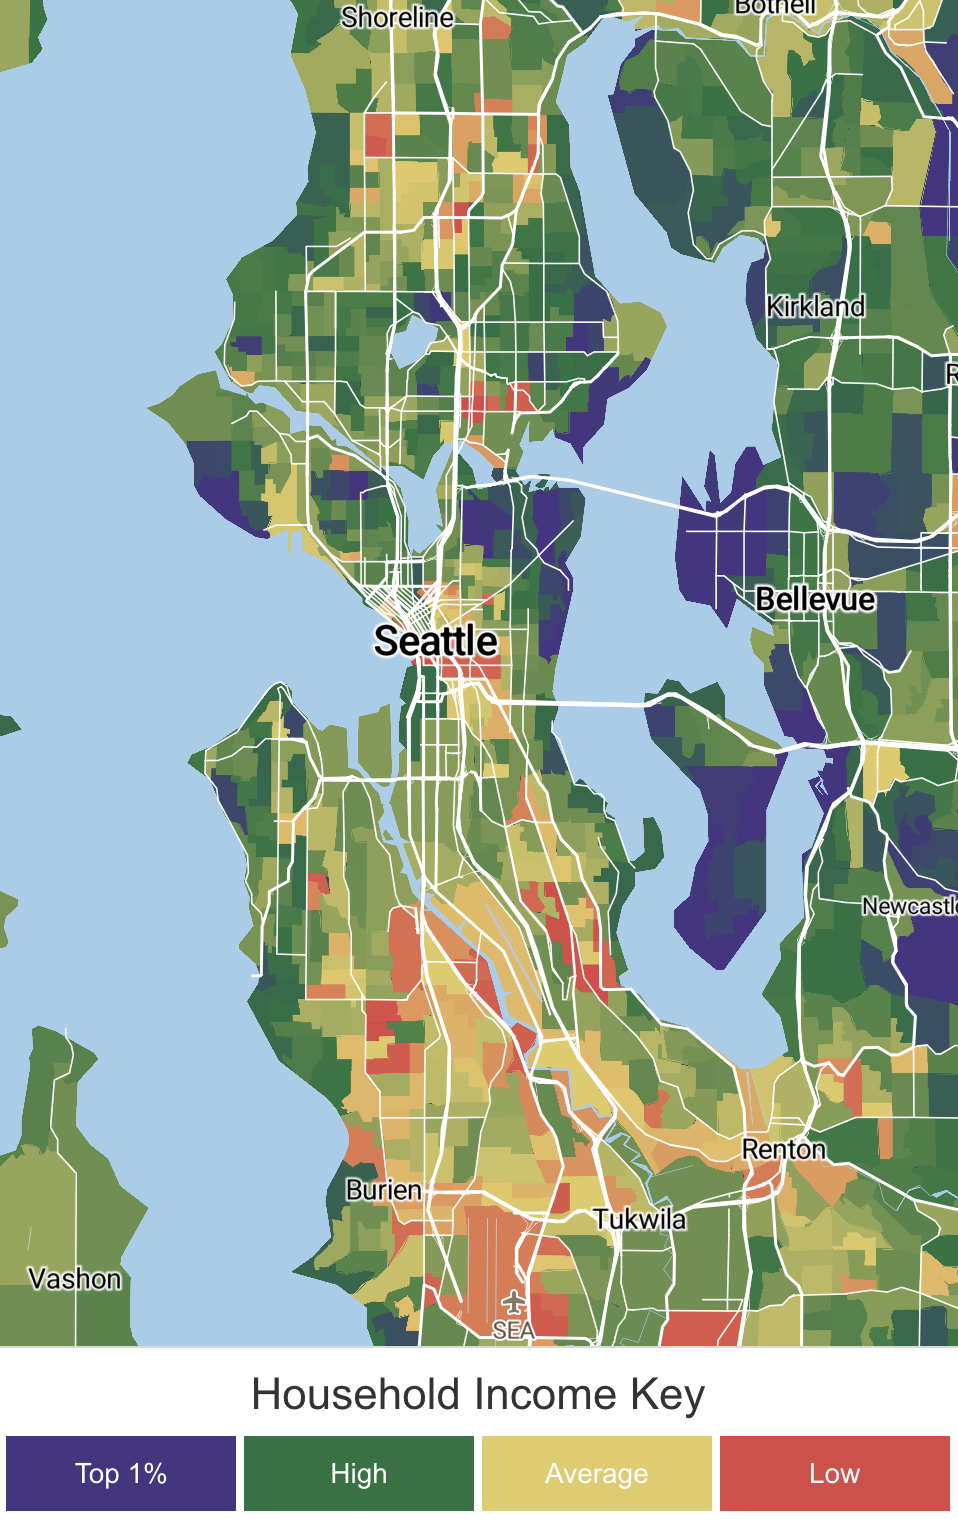 Shoreline
Bothell
Kirkland
R
Bellevue
Seattle
Newcastle
Renton
Burien
Tukwila
Vashon
SEA
Household Income Key
Top 1%
High
Average
Low